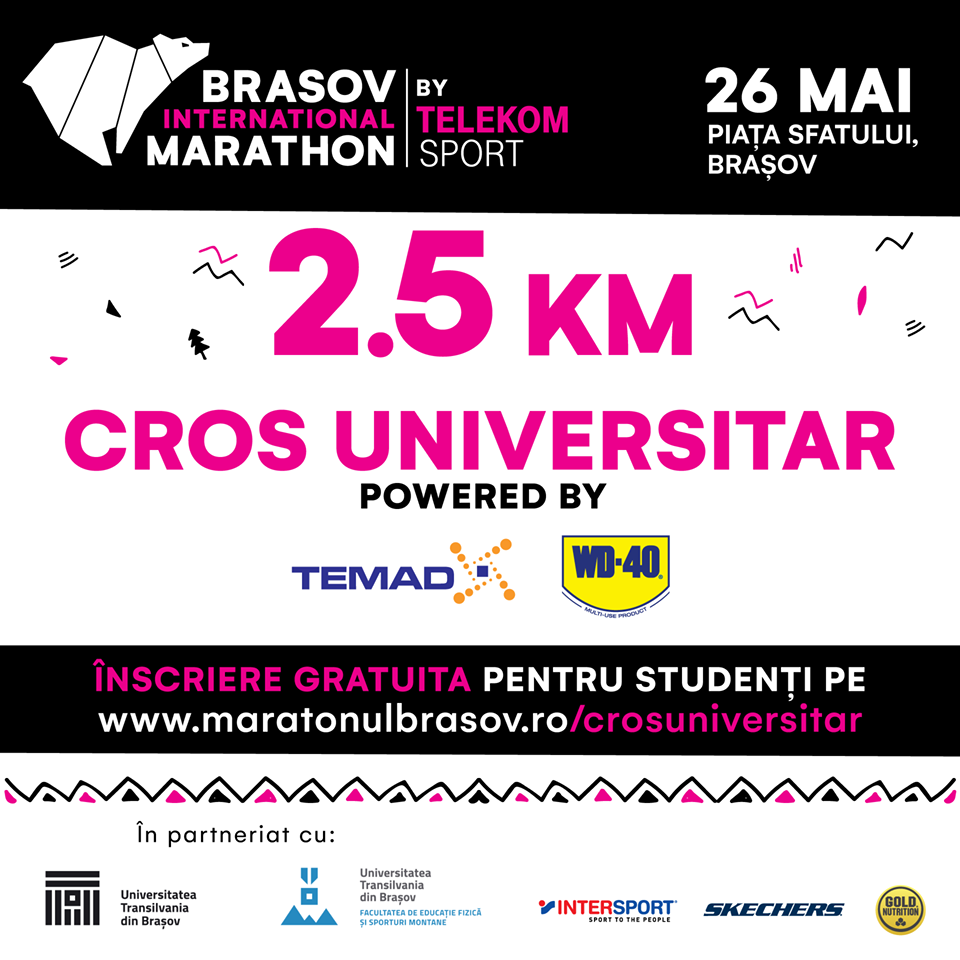 BRASOV
INTERNATIONAL
MARATHON
BY
TELEKOM
SPORT
26 MAI
PIAȚA SFATULUI,
BRAȘOV
2.5 KM
CROS UNIVERSITAR
POWERED BY
TEMAD
WD-40®
MULTI-USE PRODUCT
ÎNSCRIERE GRATUITA PENTRU STUDENȚI PE
www.maratonulbrasov.ro/crosuniversitar
În partneriat cu:
Universitatea
Transilvania
din Brașov
Universitatea
Transilvania
din Brașov
FACULTATEA DE EDUCAȚIE FIZICĂ
ȘI SPORTURI MONTANE
INTERSPORT®
SPORT TO THE PEOPLE
SKECHERS
GOLD
NUTRITION